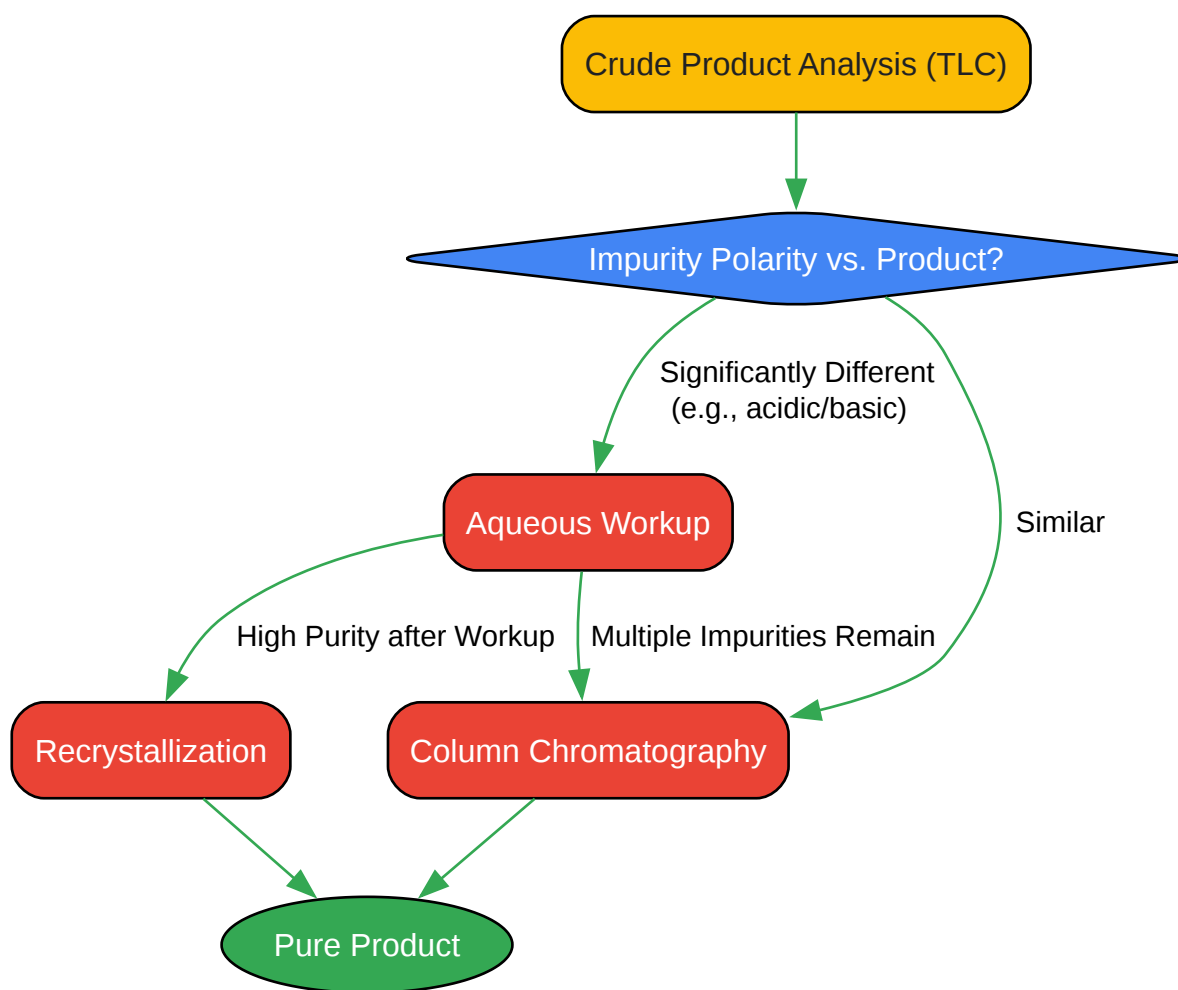 Crude Product Analysis (TLC)
Impurity Polarity vs. Product?
Significantly Different
(e.g., acidic/basic)
Aqueous Workup
Similar
High Purity after Workup
Multiple Impurities Remain
Recrystallization
Column Chromatography
Pure Product